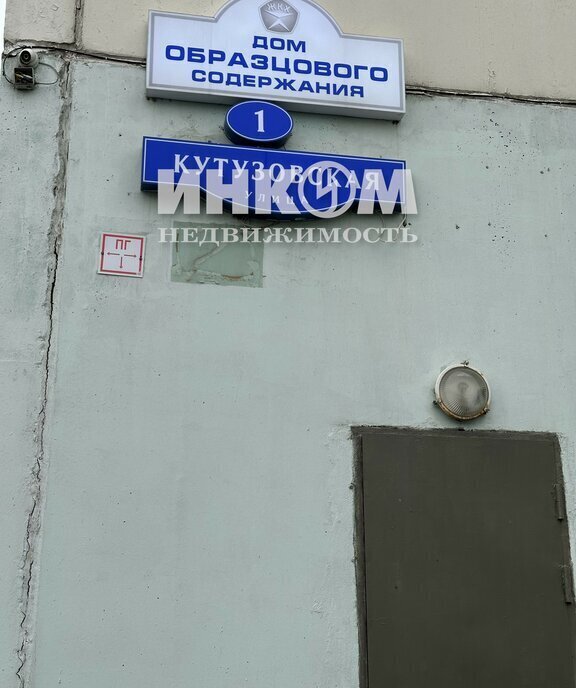 ЖКХ
ДОМ
ОБРАЗЦОВОГО
СОДЕРЖАНИЯ
1
КУТУЗОВСКАЯ
УЛИЦА
ИНКОМ
НЕДВИЖИМОСТЬ
ПГ